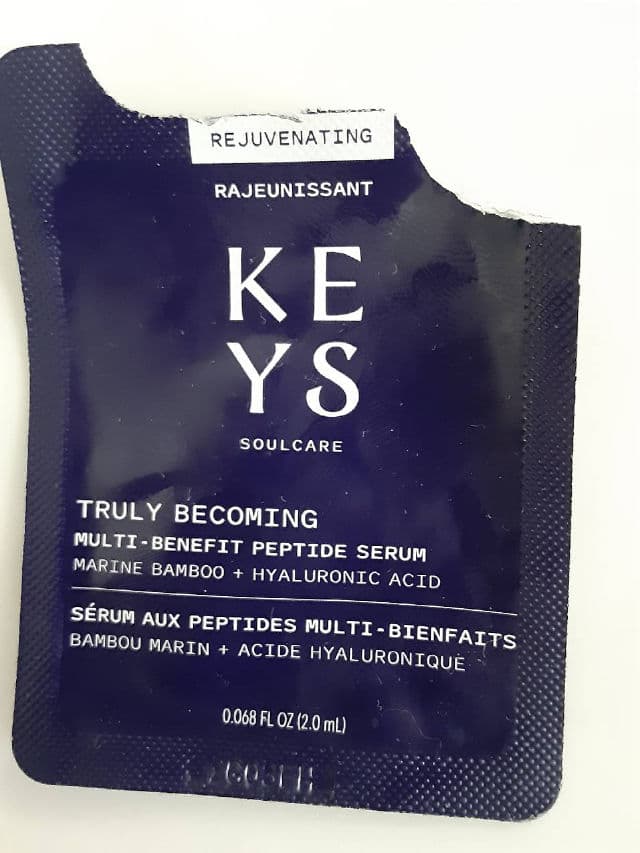 REJUVENATING
RAJEUNISSANT
KE
YS
SOULCARE
TRULY BECOMING
MULTI-BENEFIT PEPTIDE SERUM
MARINE BAMBOO + HYALURONIC ACID
SÉRUM AUX PEPTIDES MULTI-BIENFAITS
BAMBOU MARIN + ACIDE HYALURONIQUE
0.068 FL OZ (2.0 mL)